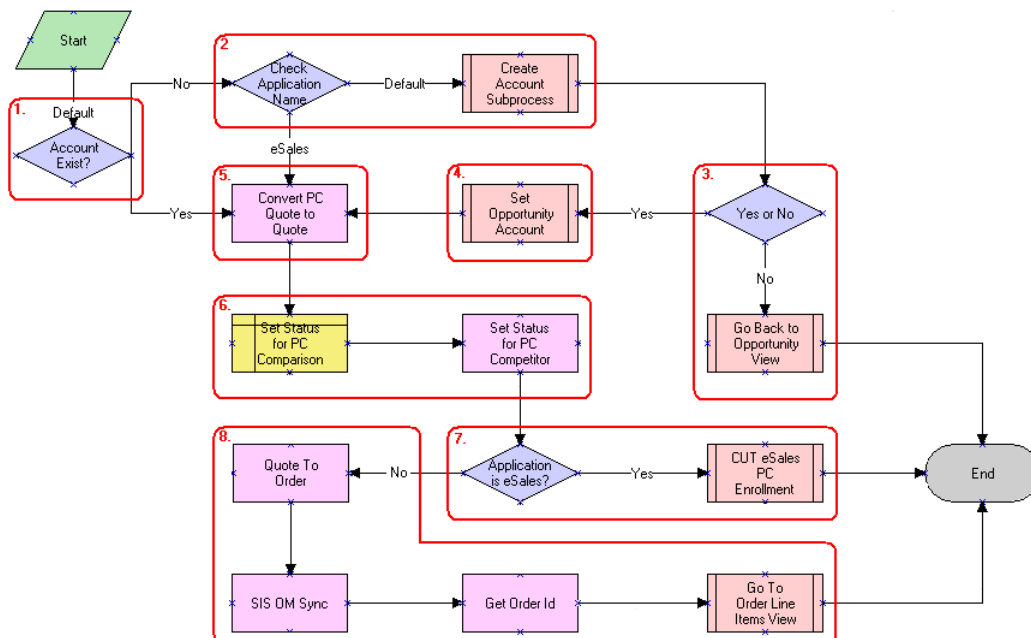 Start
Default
1.
Account
Exist?
No
Yes
2
Check
Application
Name
Default
eSales
Create
Account
Subprocess
3.
Yes or No
Yes
No
Go Back to
Opportunity
View
4.
Set
Opportunity
Account
5.
Convert PC
Quote to
Quote
6.
Set Status
for PC
Comparison
Set Status
for PC
Competitor
7.
Application
is eSales?
Yes
No
CUT eSales
PC
Enrollment
End
8.
Quote To
Order
SIS OM Sync
Get Order Id
Go To
Order Line
Items View